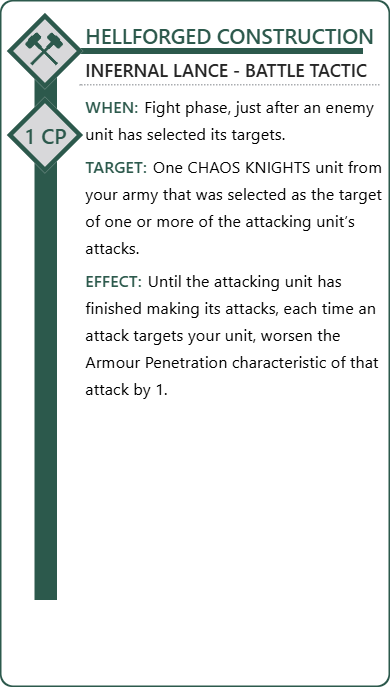 HELLFORGED CONSTRUCTION
INFERNAL LANCE - BATTLE TACTIC
1 CP
WHEN: Fight phase, just after an enemy
unit has selected its targets.
TARGET: One CHAOS KNIGHTS unit from
your army that was selected as the target
of one or more of the attacking unit's
attacks.
EFFECT: Until the attacking unit has
finished making its attacks, each time an
attack targets your unit, worsen the
Armour Penetration characteristic of that
attack by 1.